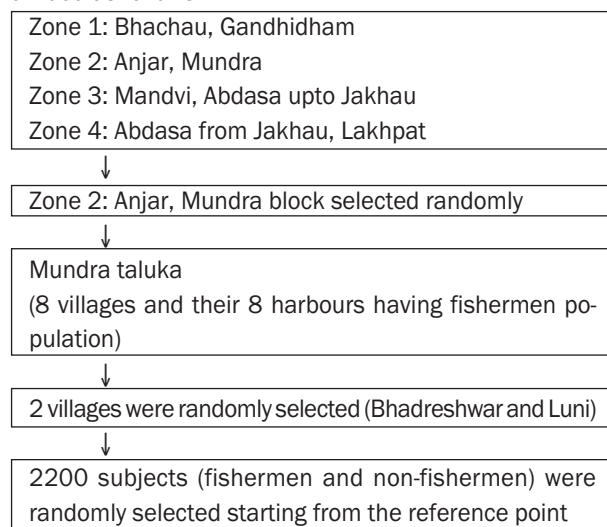 Zone 1: Bhachau, Gandhidham
Zone 2: Anjar, Mundra
Zone 3: Mandvi, Abdasa upto Jakhau
Zone 4: Abdasa from Jakhau, Lakhpat
↓
Zone 2: Anjar, Mundra block selected randomly
↓
Mundra taluka
(8 villages and their 8 harbours having fishermen po-
pulation)
↓
2 villages were randomly selected (Bhadreshwar and Luni)
↓
2200 subjects (fishermen and non-fishermen) were
randomly selected starting from the reference point